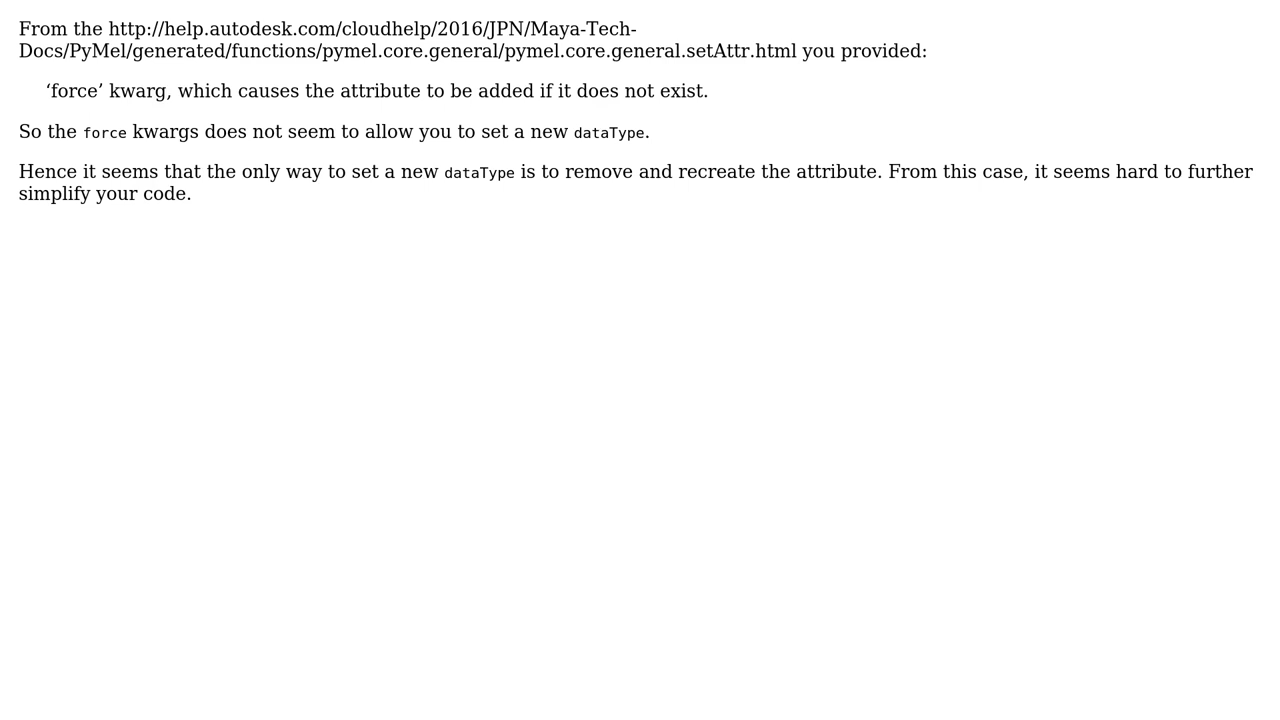 From the http://help.autodesk.com/cloudhelp/2016/JPN/Maya-Tech-
Docs/PyMel/generated/functions/pymel.core.general/pymel.core.general.setAttr.html you provided:
‘force’ kwarg, which causes the attribute to be added if it does not exist.
So the force kwargs does not seem to allow you to set a new dataType.
Hence it seems that the only way to set a new dataType is to remove and recreate the attribute. From this case, it seems hard to further
simplify your code.